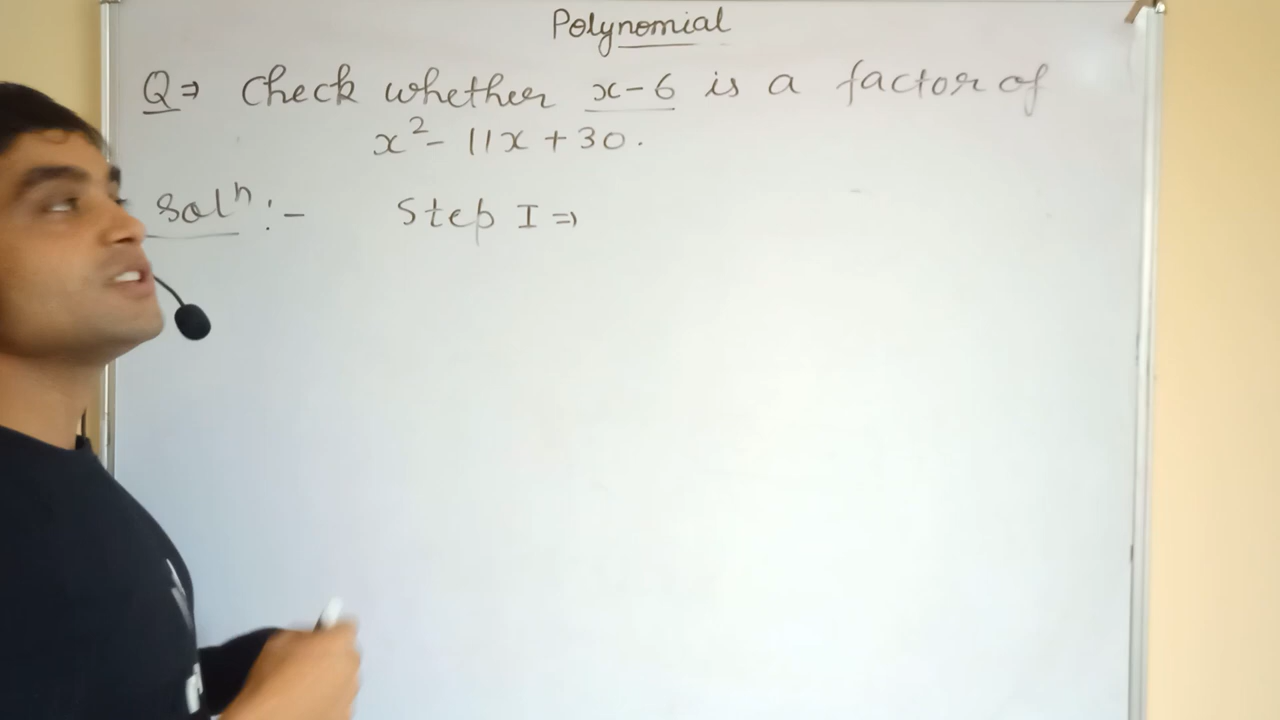 Polynomial
Q⇒ Check whether x-6 is a factor of
x²- 11x + 30.
Solⁿ :- Step I ⇒